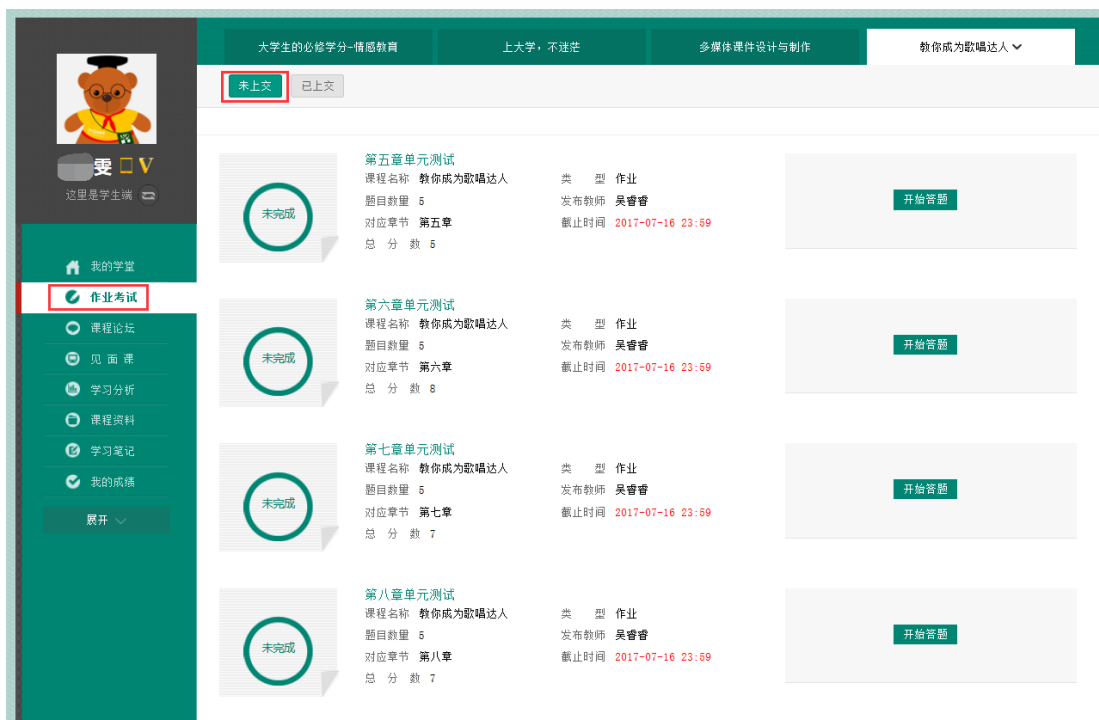 大学生的必修学分-情感教育
上大学，不迷茫
多媒体课件设计与制作
教你成为歌唱达人
未上交
已上交
雯 V
这里是学生端
我的学堂
作业考试
课程论坛
见面课
学习分析
课程资料
学习笔记
我的成绩
展开
第五章单元测试
课程名称 教你成为歌唱达人 类 型 作业
题目数量 5 发布教师 吴睿睿
对应章节 第五章 截止时间 2017-07-16 23:59
总 分 数 5
未完成
开始答题
第六章单元测试
课程名称 教你成为歌唱达人 类 型 作业
题目数量 5 发布教师 吴睿睿
对应章节 第六章 截止时间 2017-07-16 23:59
总 分 数 8
未完成
开始答题
第七章单元测试
课程名称 教你成为歌唱达人 类 型 作业
题目数量 5 发布教师 吴睿睿
对应章节 第七章 截止时间 2017-07-16 23:59
总 分 数 7
未完成
开始答题
第八章单元测试
课程名称 教你成为歌唱达人 类 型 作业
题目数量 5 发布教师 吴睿睿
对应章节 第八章 截止时间 2017-07-16 23:59
总 分 数 7
未完成
开始答题